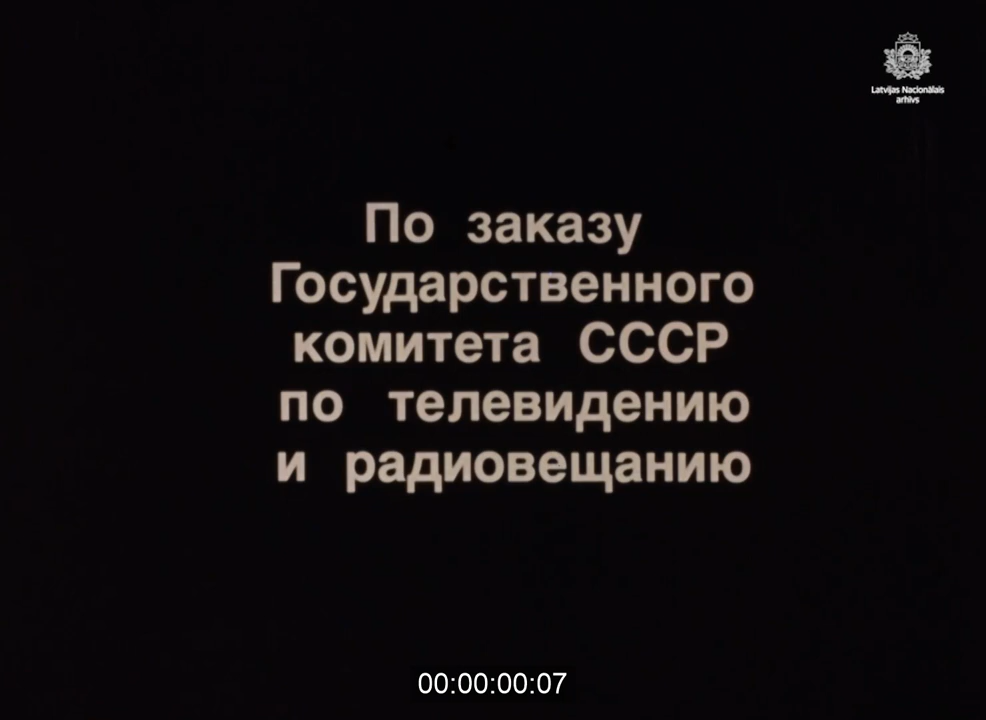 Latvijas Nacionālais
arhīvs
По заказу
Государственного
комитета СССР
по телевидению
и радиовещанию
00:00:00:07